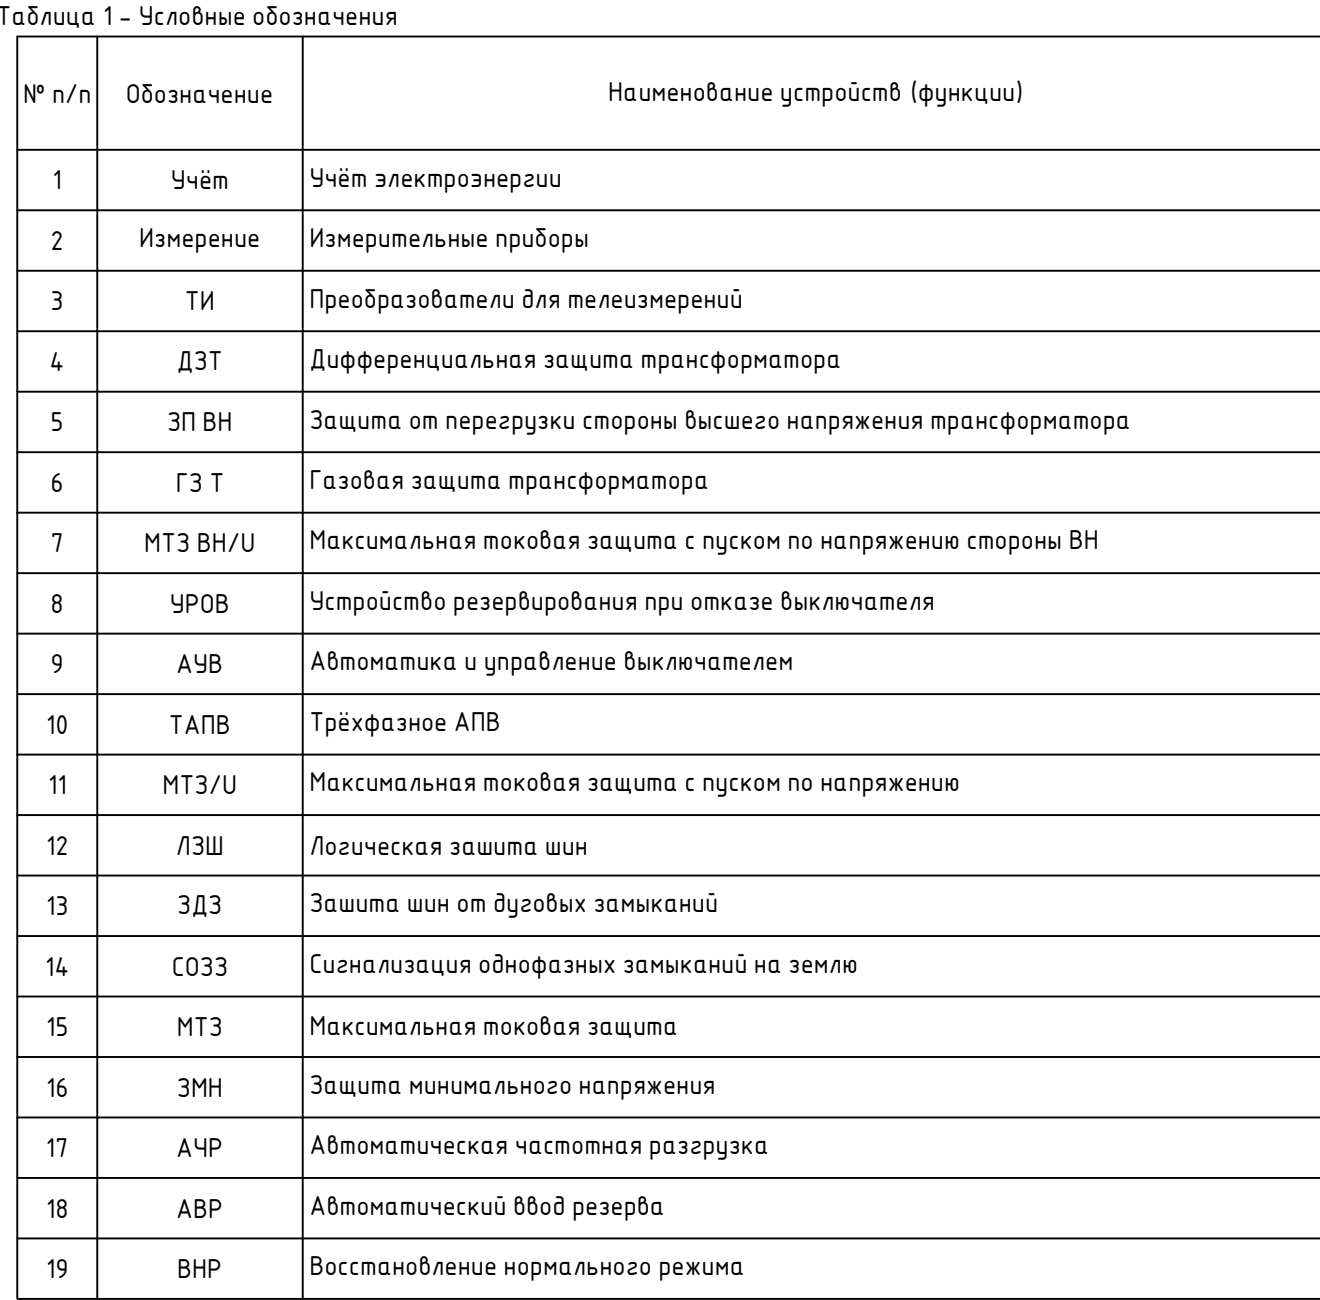 Таблица 1 - Условные обозначения
№ п/п Обозначение Наименование устройств (функции)
1 Учём Учёт электроэнергии
2 Измерение Измерительные приборы
3 ТИ Преобразователи для телеизмерений
4 ДЗТ Дифференциальная защита трансформатора
5 ЗП ВН Защита от перегрузки стороны высшего напряжения трансформатора
6 ГЗ Т Газовая защита трансформатора
7 МТЗ ВН/U Максимальная токовая защита с пуском по напряжению стороны ВН
8 УРОВ Устройство резервирования при отказе выключателя
9 АУВ Автоматика и управление выключателем
10 ТАПВ Трёхфазное АПВ
11 МТЗ/U Максимальная токовая защита с пуском по напряжению
12 ЛЗШ Логическая зашита шин
13 ЗДЗ Зашита шин от дуговых замыканий
14 СОЗЗ Сигнализация однофазных замыканий на землю
15 МТЗ Максимальная токовая защита
16 ЗМН Защита минимального напряжения
17 АЧР Автоматическая частотная разгрузка
18 АВР Автоматический ввод резерва
19 ВНР Восстановление нормального режима